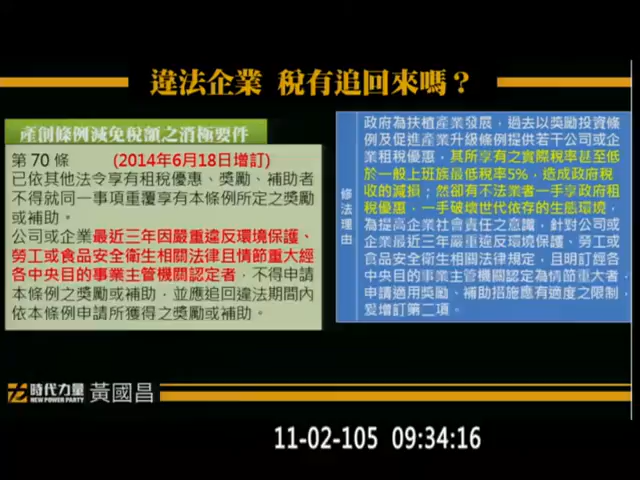 違法企業 稅有追回來嗎？
產創條例減免稅額之消極要件
第 70 條 (2014年6月18日增訂)
已依其他法令享有租稅優惠、獎勵、補助者
不得就同一事項重覆享有本條例所定之獎勵
或補助。
公司或企業最近三年因嚴重違反環境保護、
勞工或食品安全衛生相關法律且情節重大經
各中央目的事業主管機關認定者，不得申請
本條例之獎勵或補助，並應追回違法期間內
依本條例申請所獲得之獎勵或補助。
修法理由
政府為扶植產業發展，過去以獎勵投資條
例及促進產業升級條例提供若干公司或企
業租稅優惠，其所享有之實際稅率甚至低
於一般上班族最低稅率5%，造成政府稅
收的減損；然卻有不法業者一手享政府租
稅優惠，一手破壞世代依存的生態環境，
為提高企業社會責任之意識，針對公司或
企業最近三年嚴重違反環境保護、勞工或
食品安全衛生相關法律規定，且明訂經各
中央目的事業主管機關認定為情節重大者，
申請適用獎勵、補助措施應有適度之限制，
爰增訂第二項。
時代力量 黃國昌
NEW POWER PARTY
11-02-105 09:34:16